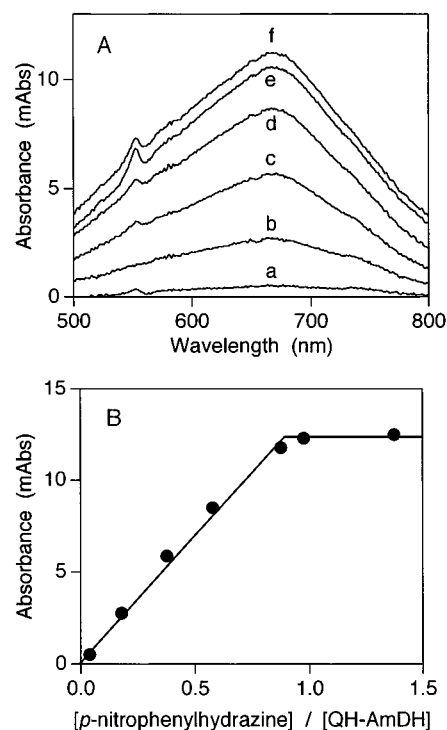 A
f
e
d
c
b
a
10
5
0
Absorbance (mAbs)
500 600 700 800
Wavelength (nm)
B
15
10
5
0
Absorbance (mAbs)
0.0 0.5 1.0 1.5
[p-nitrophenylhydrazine] / [QH-AmDH]